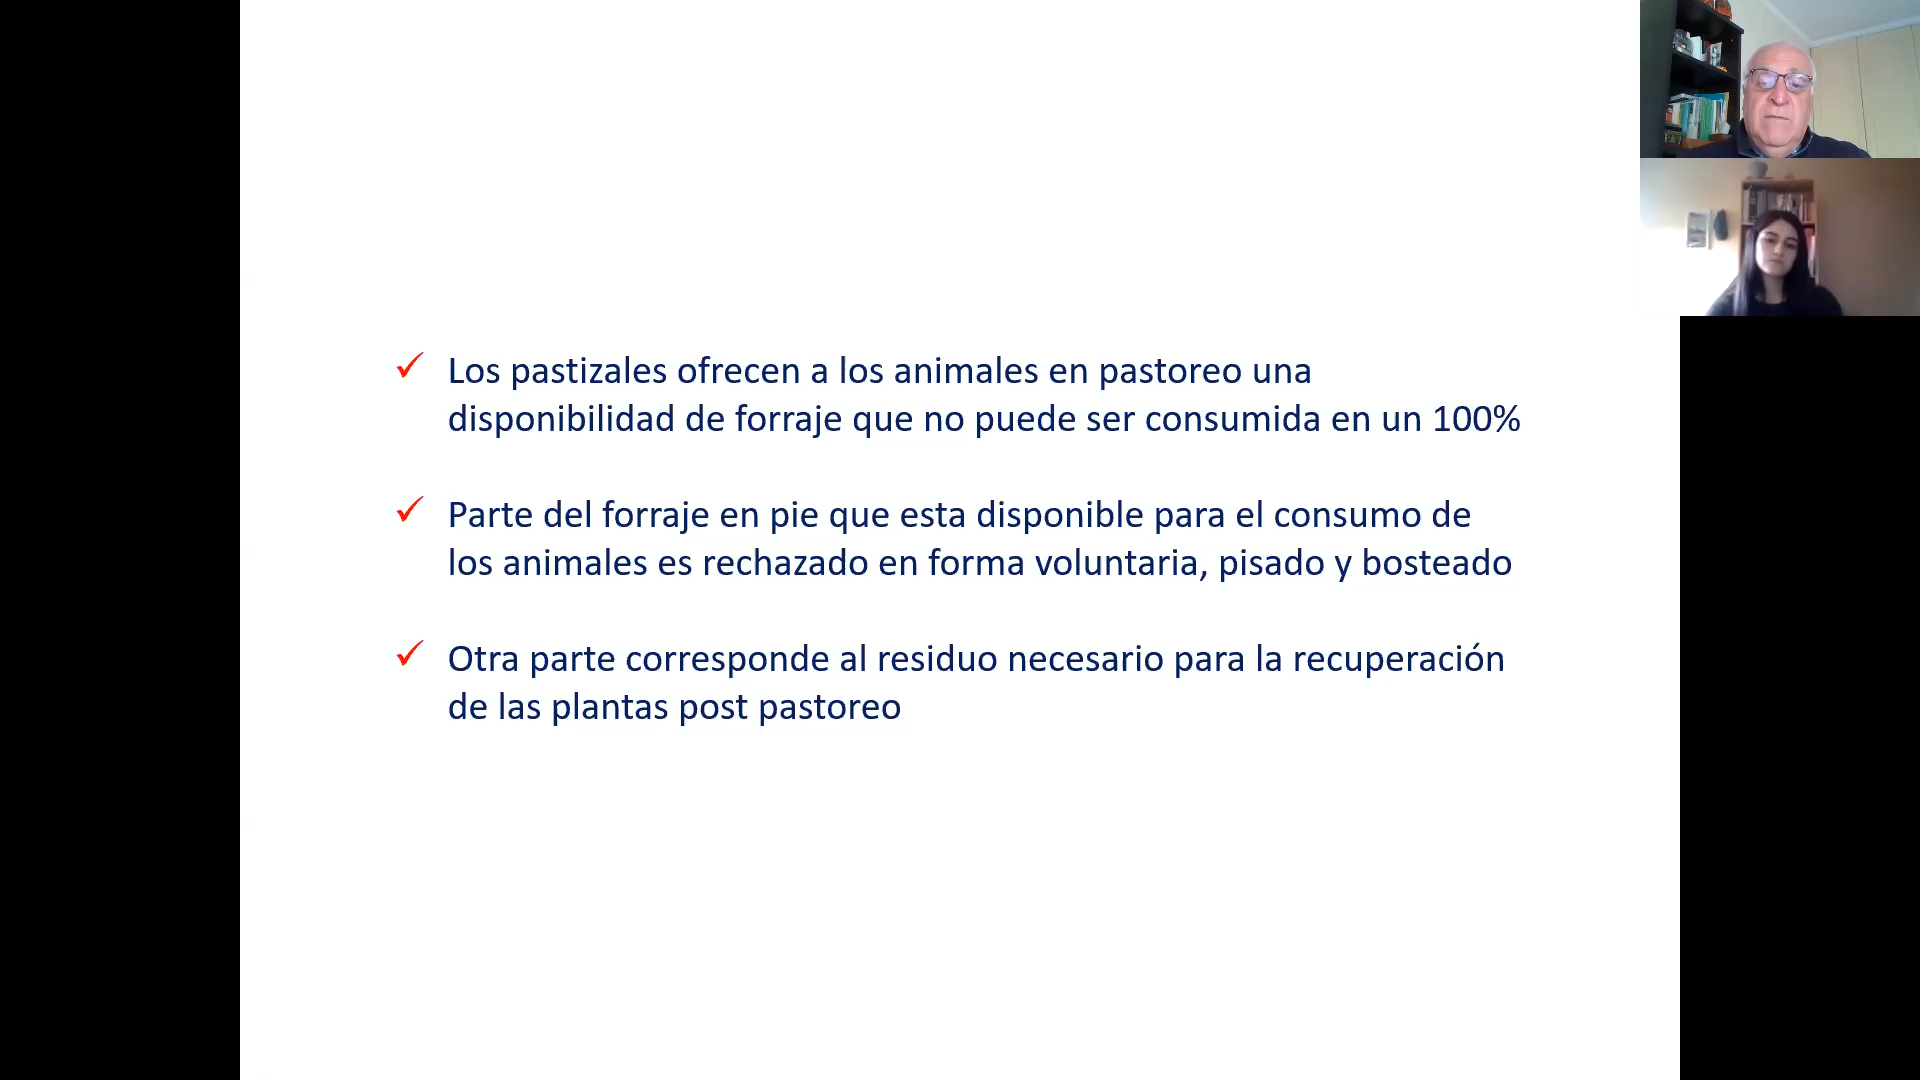 Los pastizales ofrecen a los animales en pastoreo una
disponibilidad de forraje que no puede ser consumida en un 100%
Parte del forraje en pie que esta disponible para el consumo de
los animales es rechazado en forma voluntaria, pisado y bosteado
Otra parte corresponde al residuo necesario para la recuperación
de las plantas post pastoreo